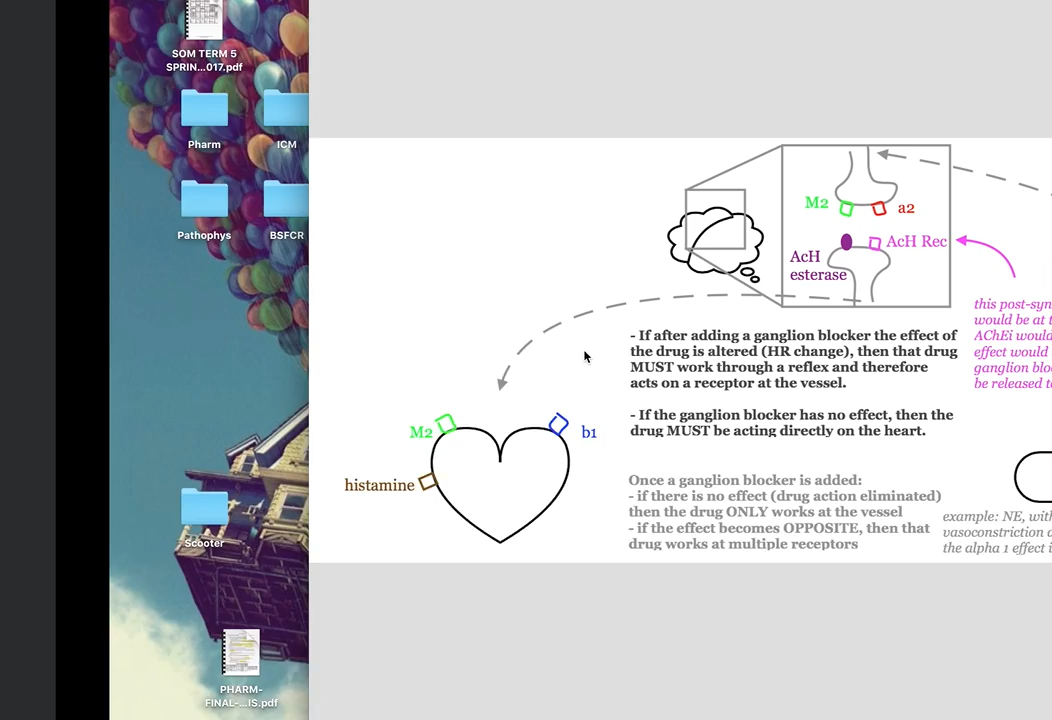 SOM TERM 5
SPRIN...017.pdf
Pharm
ICM
Pathophys
BSFCR
Scooter
PHARM-
FINAL-...IS.pdf
M2
a2
AcH Rec
AcH
esterase
this post-syn
would be at t
AChEi would
effect would
ganglion bloc
be released to
- If after adding a ganglion blocker the effect of
the drug is altered (HR change), then that drug
MUST work through a reflex and therefore
acts on a receptor at the vessel.
- If the ganglion blocker has no effect, then the
drug MUST be acting directly on the heart.
M2
b1
histamine
Once a ganglion blocker is added:
- if there is no effect (drug action eliminated)
then the drug ONLY works at the vessel
- if the effect becomes OPPOSITE, then that
drug works at multiple receptors
example: NE, with
vasoconstriction a
the alpha 1 effect i